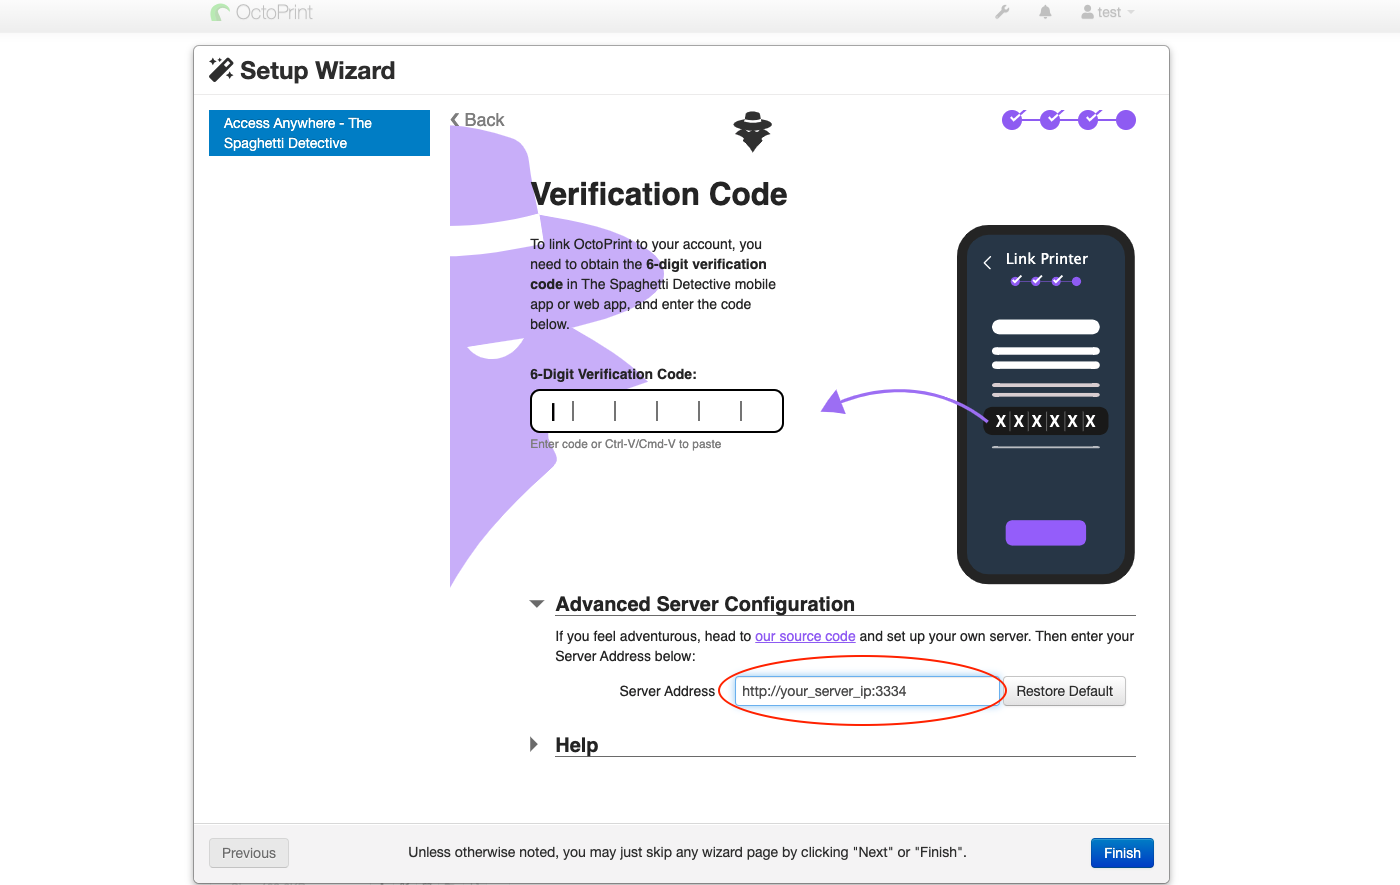 OctoPrint
test
Setup Wizard
Access Anywhere - The
Spaghetti Detective
Back
Verification Code
To link OctoPrint to your account, you
need to obtain the 6-digit verification
code in The Spaghetti Detective mobile
app or web app, and enter the code
below.
6-Digit Verification Code:
Enter code or Ctrl-V/Cmd-V to paste
Link Printer
X X X X X X
Advanced Server Configuration
If you feel adventurous, head to our source code and set up your own server. Then enter your
Server Address below:
Server Address http://your_server_ip:3334 Restore Default
Help
Previous
Unless otherwise noted, you may just skip any wizard page by clicking "Next" or "Finish".
Finish